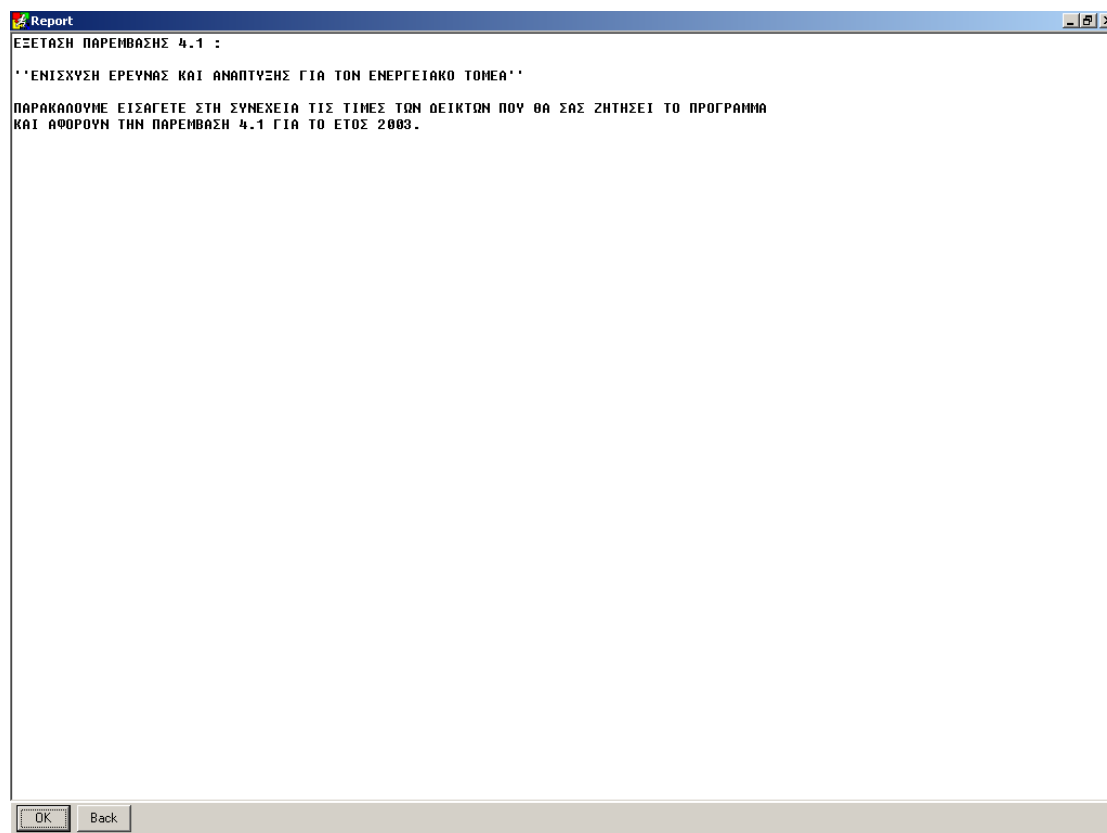 Report
ΕΞΕΤΑΣΗ ΠΑΡΕΜΒΑΣΗΣ 4.1 :
''ΕΝΙΣΧΥΣΗ ΕΡΕΥΝΑΣ ΚΑΙ ΑΝΑΠΤΥΞΗΣ ΓΙΑ ΤΟΝ ΕΝΕΡΓΕΙΑΚΟ ΤΟΜΕΑ''
ΠΑΡΑΚΑΛΟΥΜΕ ΕΙΣΑΓΕΤΕ ΣΤΗ ΣΥΝΕΧΕΙΑ ΤΙΣ ΤΙΜΕΣ ΤΩΝ ΔΕΙΚΤΩΝ ΠΟΥ ΘΑ ΣΑΣ ΖΗΤΗΣΕΙ ΤΟ ΠΡΟΓΡΑΜΜΑ
ΚΑΙ ΑΦΟΡΟΥΝ ΤΗΝ ΠΑΡΕΜΒΑΣΗ 4.1 ΓΙΑ ΤΟ ΕΤΟΣ 2003.
OK Back